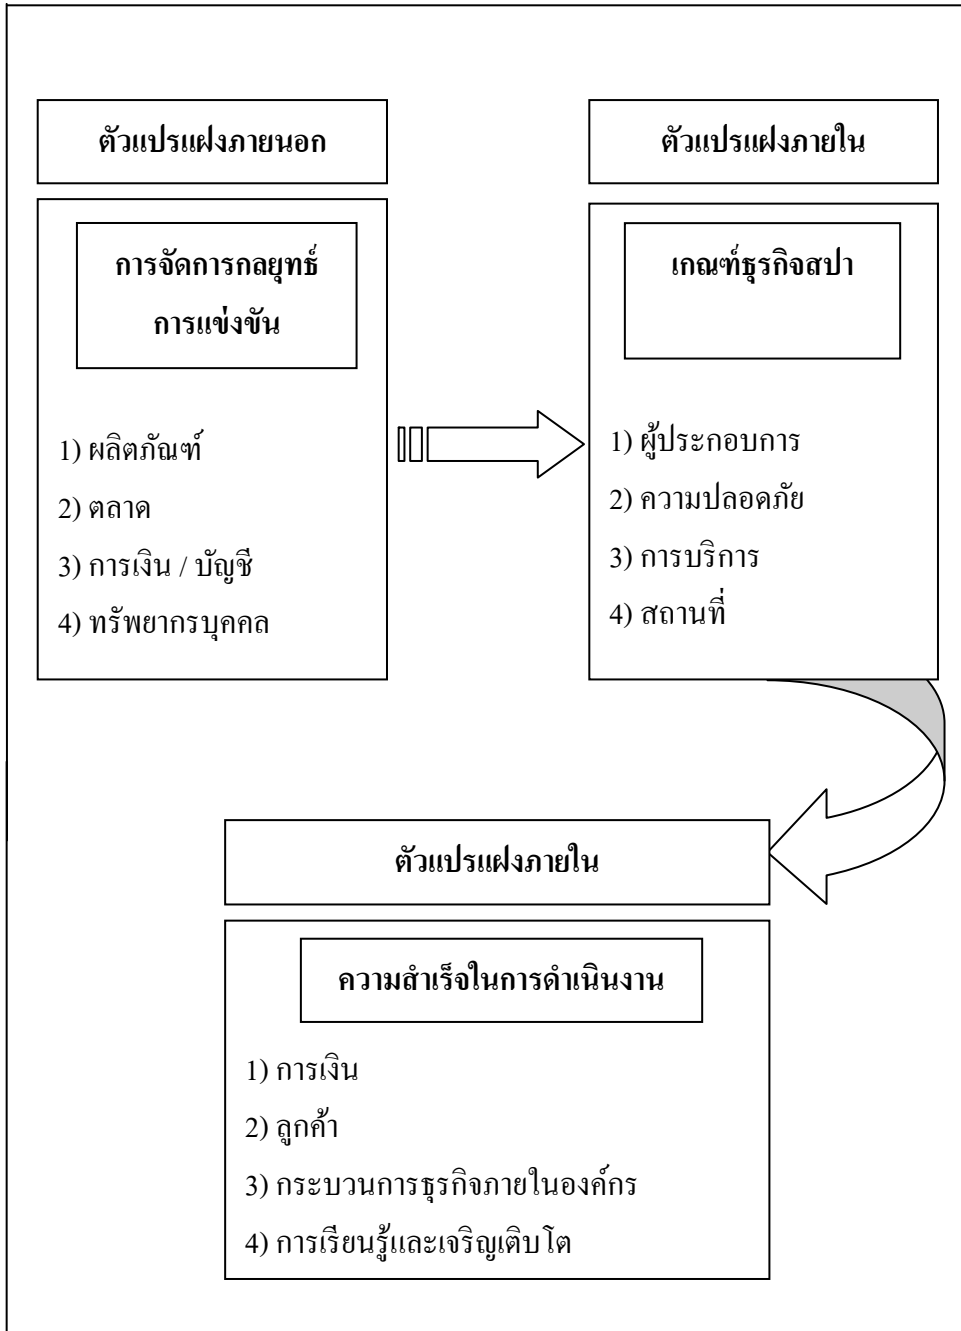 ตัวแปรแฝงภายนอก
การจัดการกลยุทธ์
การแข่งขัน
1) ผลิตภัณฑ์
2) ตลาด
3) การเงิน / บัญชี
4) ทรัพยากรบุคคล
ตัวแปรแฝงภายใน
เกณฑ์ธุรกิจสปา
1) ผู้ประกอบการ
2) ความปลอดภัย
3) การบริการ
4) สถานที่
ตัวแปรแฝงภายใน
ความสำเร็จในการดำเนินงาน
1) การเงิน
2) ลูกค้า
3) กระบวนการธุรกิจภายในองค์กร
4) การเรียนรู้และเจริญเติบโต